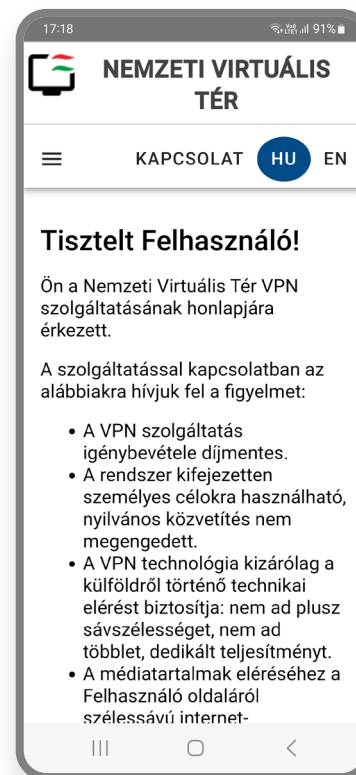 17:18
91%
NEMZETI VIRTUÁLIS
TÉR
KAPCSOLAT HU EN
Tisztelt Felhasználó!
Ön a Nemzeti Virtuális Tér VPN
szolgáltatásának honlapjára
érkezett.
A szolgáltatással kapcsolatban az
alábbiakra hívjuk fel a figyelmet:
• A VPN szolgáltatás
igénybevétele díjmentes.
• A rendszer kifejezetten
személyes célokra használható,
nyilvános közvetítés nem
megengedett.
• A VPN technológia kizárólag a
külföldről történő technikai
elérést biztosítja: nem ad plusz
sávszélességet, nem ad
többlet, dedikált teljesítményt.
• A médiatartalmak eléréséhez a
Felhasználó oldaláról
szélessávú internet-